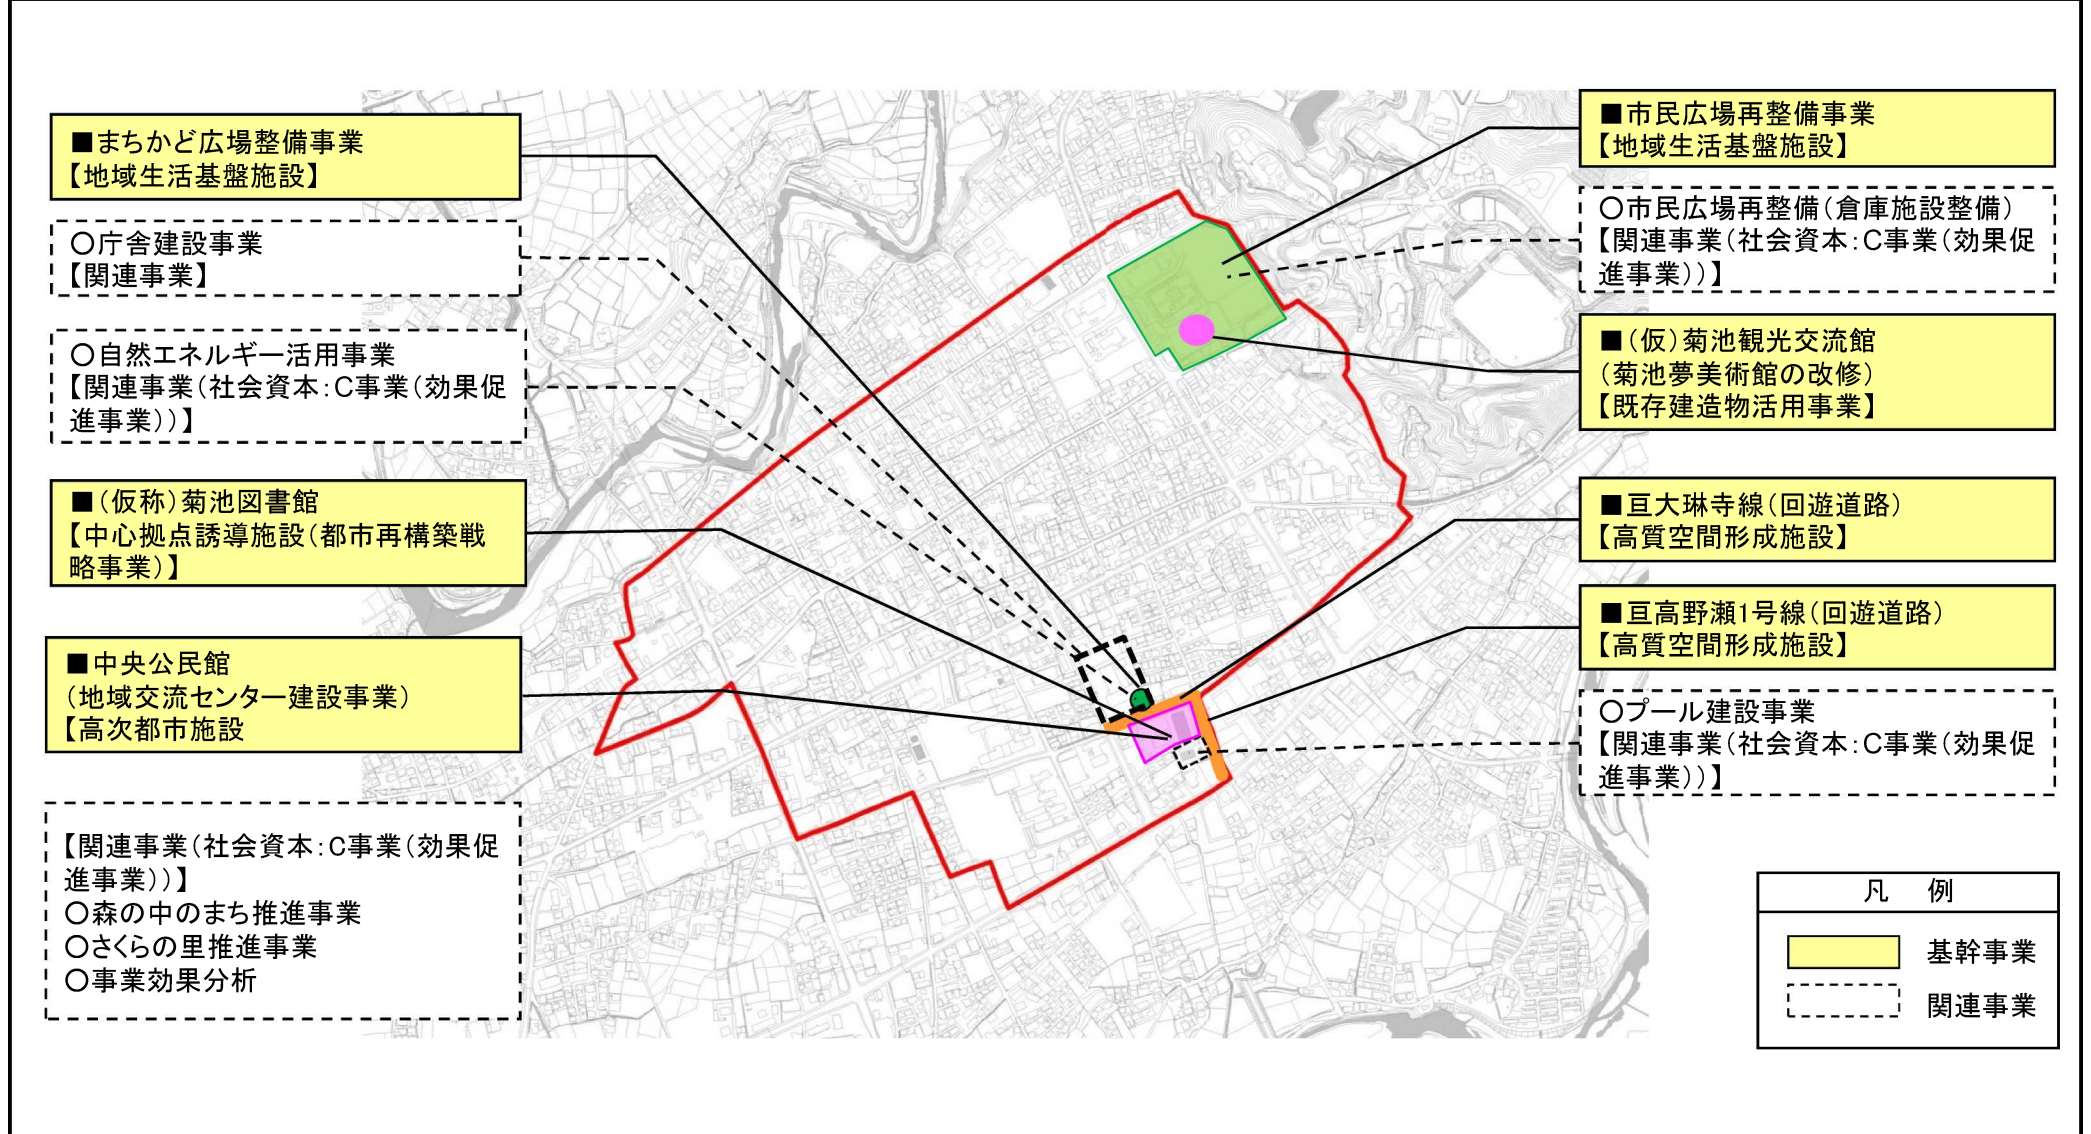 ■まちかど広場整備事業
【地域生活基盤施設】
○庁舎建設事業
【関連事業】
○自然エネルギー活用事業
【関連事業（社会資本：C事業（効果促
進事業））】
■（仮称）菊池図書館
【中心拠点誘導施設（都市再構築戦
略事業）】
■中央公民館
（地域交流センター建設事業）
【高次都市施設
【関連事業（社会資本：C事業（効果促
進事業））】
○森の中のまち推進事業
○さくらの里推進事業
○事業効果分析
■市民広場再整備事業
【地域生活基盤施設】
○市民広場再整備（倉庫施設整備）
【関連事業（社会資本：C事業（効果促
進事業））】
■（仮）菊池観光交流館
（菊池夢美術館の改修）
【既存建造物活用事業】
■亘大琳寺線（回遊道路）
【高質空間形成施設】
■亘高野瀬1号線（回遊道路）
【高質空間形成施設】
○プール建設事業
【関連事業（社会資本：C事業（効果促
進事業））】
凡　例
基幹事業
関連事業